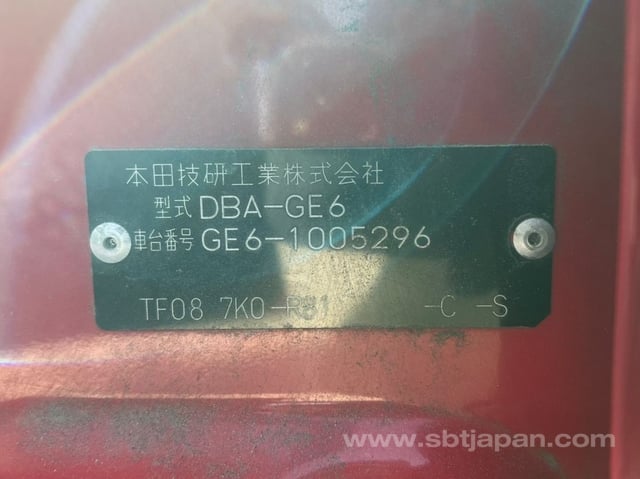 本田技研工業株式会社
型式 DBA-GE6
車台番号 GE6-1005296
TF08 7K0-R81 -C -S
www.sbtjapan.com